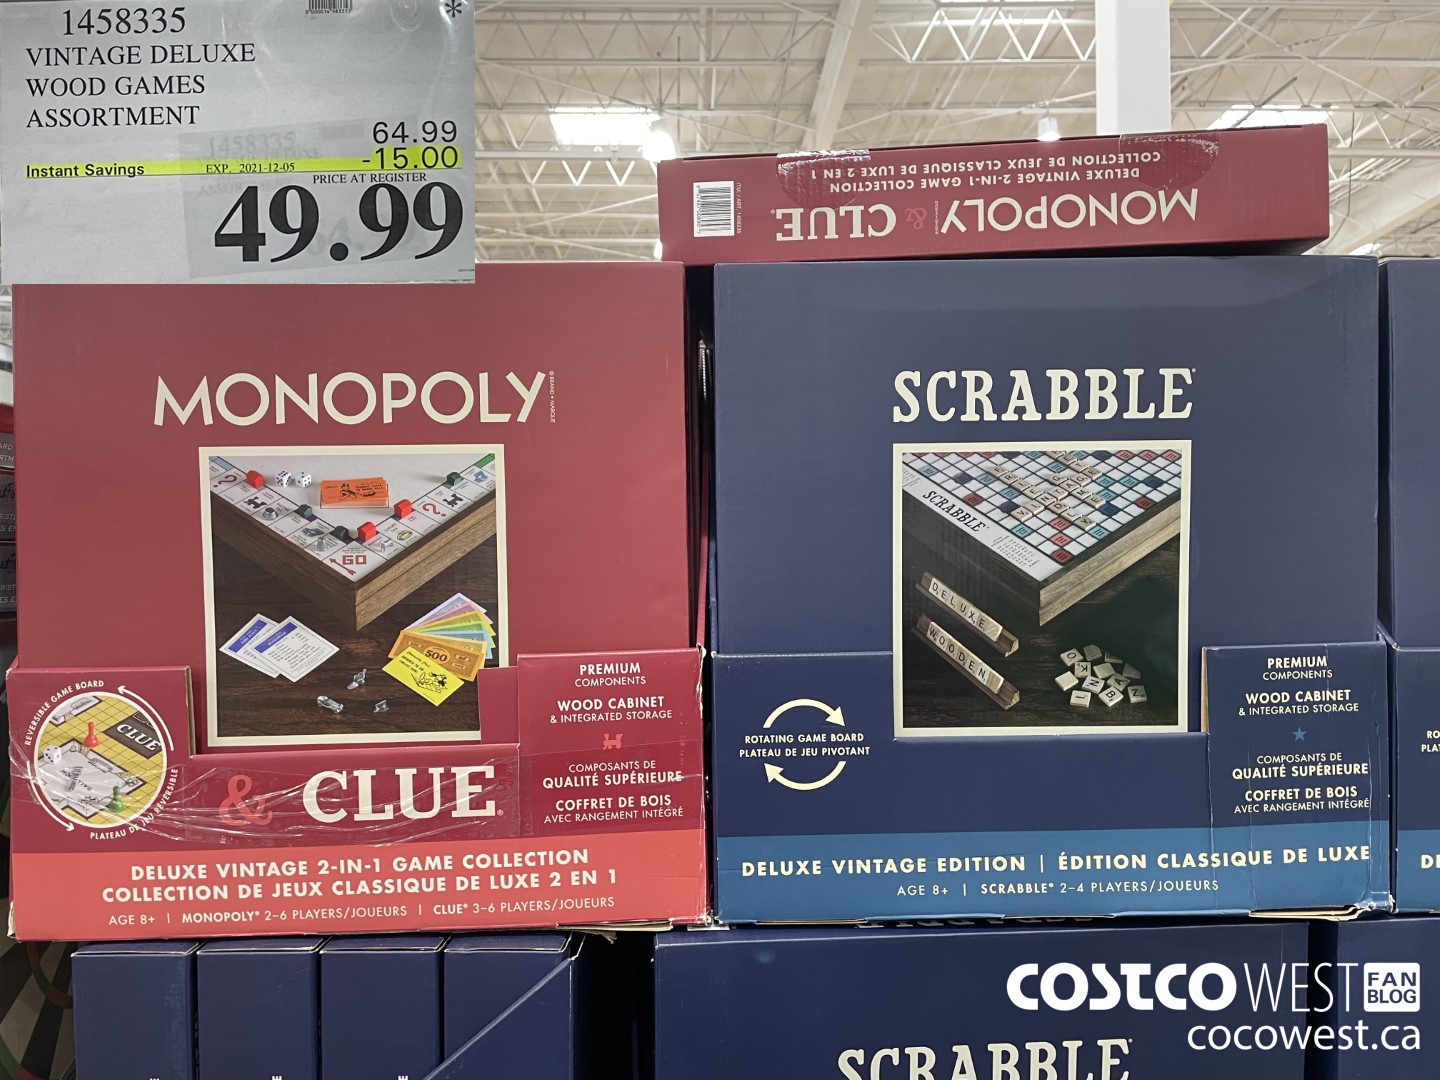 1458335
*
VINTAGE DELUXE
WOOD GAMES
ASSORTMENT
64.99
Instant Savings EXP. 2021-12-05 -15.00
PRICE AT REGISTER
49.99
DELUXE VINTAGE 2-IN-1 GAME COLLECTION
COLLECTION DE JEUX CLASSIQUE DE LUXE 2 EN 1
MONOPOLY & CLUE
ITM. / ART. 1458335
MONOPOLY
GO
500
REVERSIBLE GAME BOARD
CLUE
PLATEAU DE JEU RÉVERSIBLE
& CLUE
PREMIUM
COMPONENTS
WOOD CABINET
& INTEGRATED STORAGE
COMPOSANTS DE
QUALITÉ SUPÉRIEURE
COFFRET DE BOIS
AVEC RANGEMENT INTÉGRÉ
DELUXE VINTAGE 2-IN-1 GAME COLLECTION
COLLECTION DE JEUX CLASSIQUE DE LUXE 2 EN 1
AGE 8+ | MONOPOLY® 2-6 PLAYERS/JOUEURS | CLUE® 3-6 PLAYERS/JOUEURS
SCRABBLE®
SCRABBLE
DELUXE
WOODEN
ROTATING GAME BOARD
PLATEAU DE JEU PIVOTANT
PREMIUM
COMPONENTS
WOOD CABINET
& INTEGRATED STORAGE
COMPOSANTS DE
QUALITÉ SUPÉRIEURE
COFFRET DE BOIS
AVEC RANGEMENT INTÉGRÉ
DELUXE VINTAGE EDITION | ÉDITION CLASSIQUE DE LUXE
AGE 8+ | SCRABBLE® 2-4 PLAYERS/JOUEURS
SCRABBLE
COSTCO WEST FAN BLOG
cocowest.ca